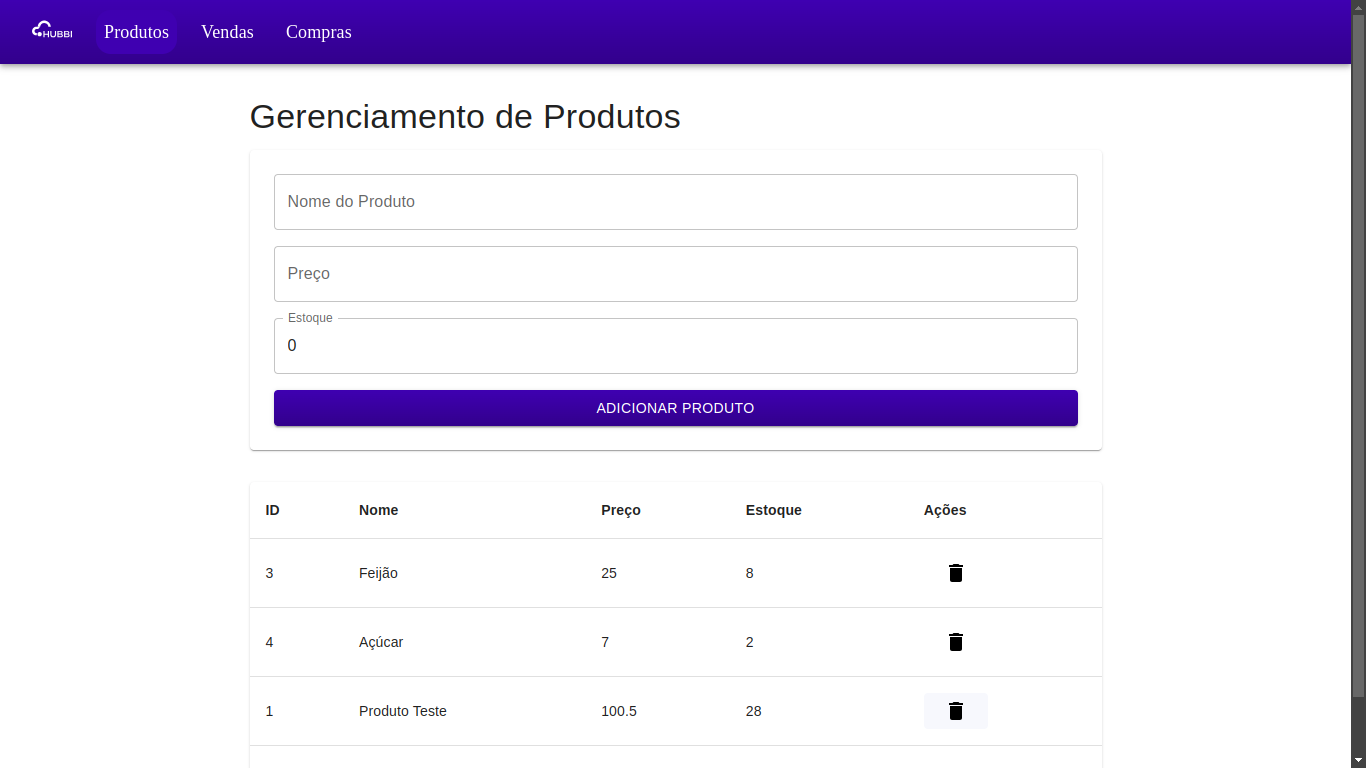 HUBBI Produtos Vendas Compras
Gerenciamento de Produtos
Nome do Produto
Preço
Estoque
0
ADICIONAR PRODUTO
ID Nome Preço Estoque Ações
3 Feijão 25 8
4 Açúcar 7 2
1 Produto Teste 100.5 28